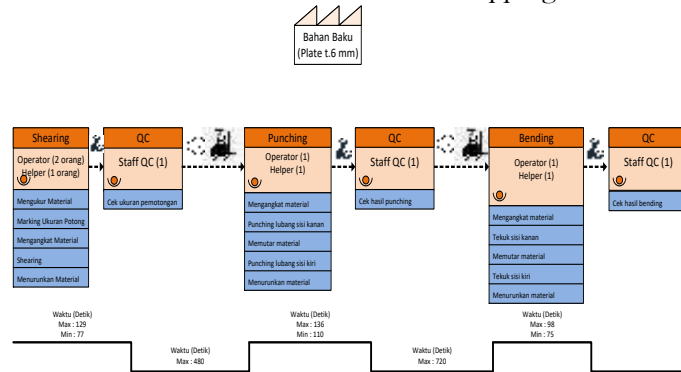 pping
Bahan Baku
(Plate t.6 mm)
Shearing
Operator (2 orang)
Helper (1 orang)
Mengukur Material
Marking Ukuran Potong
Mengangkat Material
Shearing
Menurunkan Material
Waktu (Detik)
Max : 129
Min : 77
QC
Staff QC (1)
Cek ukuran pemotongan
Waktu (Detik)
Max : 480
Punching
Operator (1)
Helper (1)
Mengangkat material
Punching lubang sisi kanan
Memutar material
Punching lubang sisi kiri
Menurunkan material
Waktu (Detik)
Max : 136
Min : 110
QC
Staff QC (1)
Cek hasil punching
Waktu (Detik)
Max : 720
Bending
Operator (1)
Helper (1)
Mengangkat material
Tekuk sisi kanan
Memutar material
Tekuk sisi kiri
Menurunkan material
Waktu (Detik)
Max : 98
Min : 75
QC
Staff QC (1)
Cek hasil bending